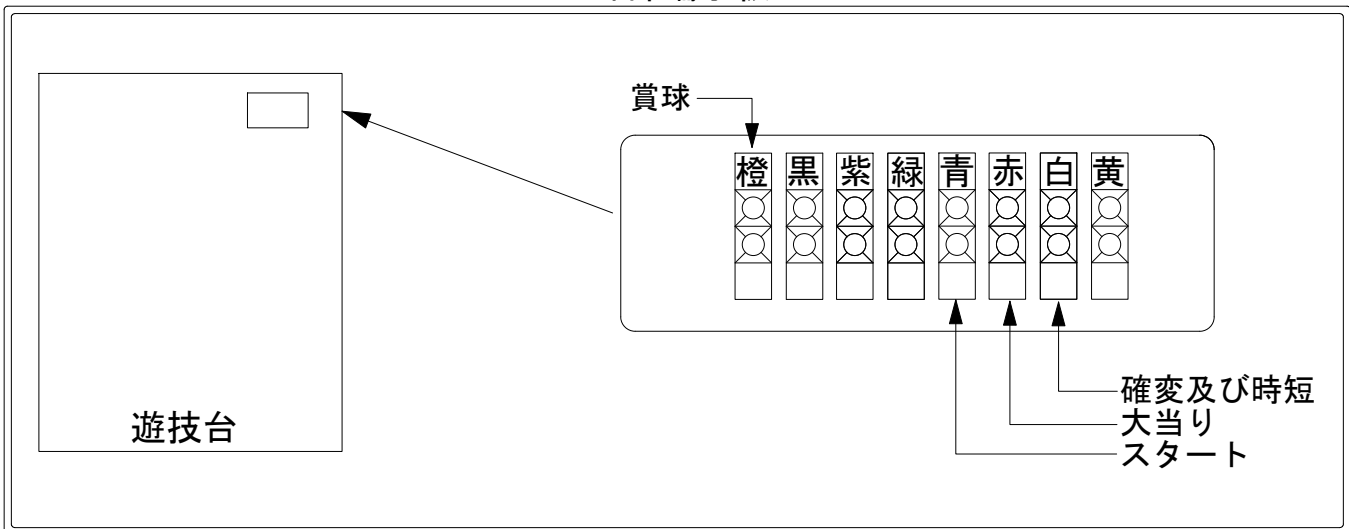 賞球
橙 黒 紫 緑 青 赤 白 黄
確変及び時短
大当り
スタート
遊技台